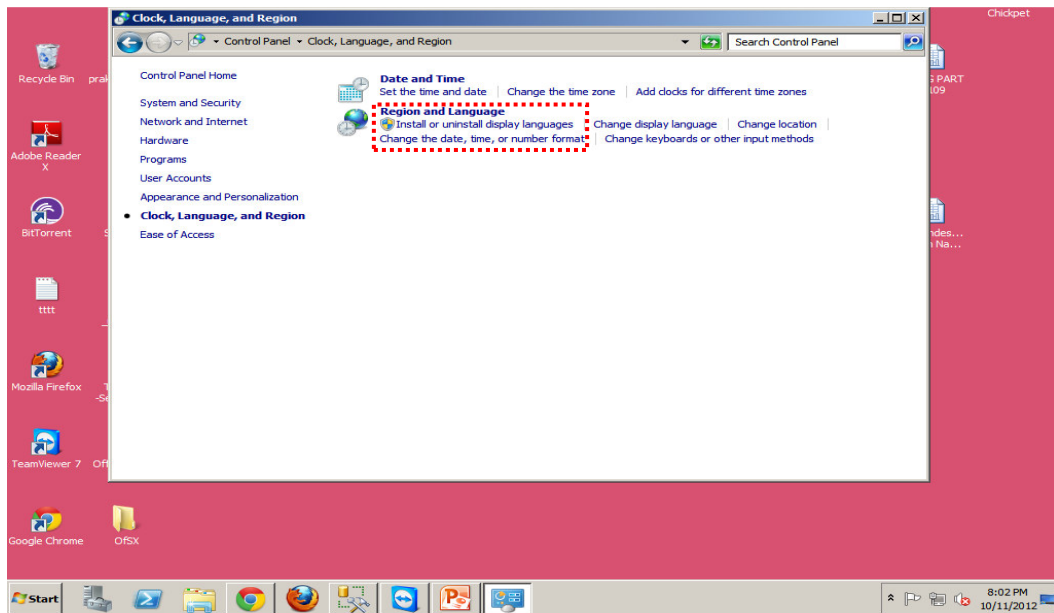 Clock, Language, and Region
Chickpet
Control Panel Clock, Language, and Region
Search Control Panel
Recycle Bin
Control Panel Home
Date and Time
Set the time and date Change the time zone Add clocks for different time zones
PART
109
System and Security
Region and Language
Network and Internet
Install or uninstall display languages Change display language Change location
Hardware
Change the date, time, or number format Change keyboards or other input methods
Adobe Reader
X
Programs
User Accounts
Appearance and Personalization
Clock, Language, and Region
BitTorrent
Ease of Access
tttt
Mozilla Firefox
TeamViewer 7
Google Chrome
OfSX
Start
8:02 PM
10/11/2012